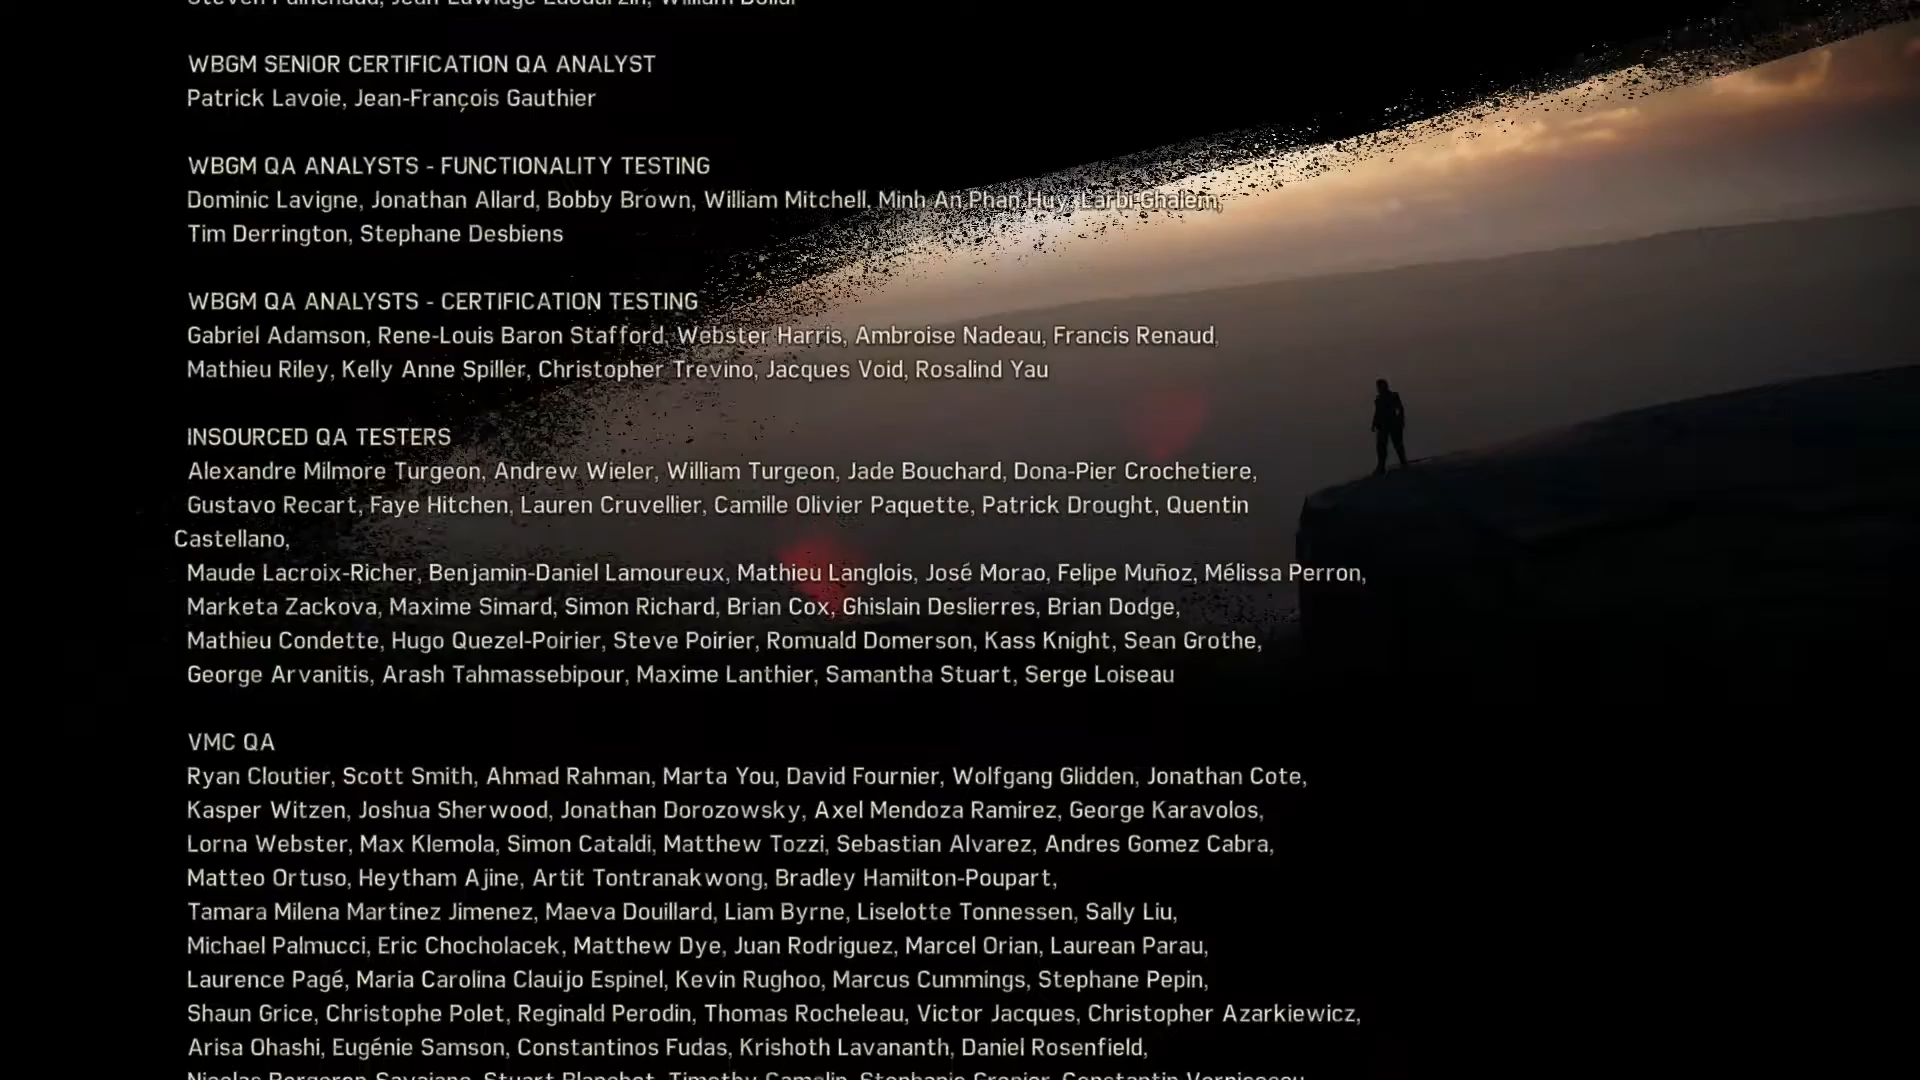 WBGM SENIOR CERTIFICATION QA ANALYST
Patrick Lavoie, Jean-François Gauthier
WBGM QA ANALYSTS - FUNCTIONALITY TESTING
Dominic Lavigne, Jonathan Allard, Bobby Brown, William Mitchell, Minh An Phan Huy, Larbi Ghalem,
Tim Derrington, Stephane Desbiens
WBGM QA ANALYSTS - CERTIFICATION TESTING
Gabriel Adamson, Rene-Louis Baron Stafford, Webster Harris, Ambroise Nadeau, Francis Renaud,
Mathieu Riley, Kelly Anne Spiller, Christopher Trevino, Jacques Void, Rosalind Yau
INSOURCED QA TESTERS
Alexandre Milmore Turgeon, Andrew Wieler, William Turgeon, Jade Bouchard, Dona-Pier Crochetiere,
Gustavo Recart, Faye Hitchen, Lauren Cruvellier, Camille Olivier Paquette, Patrick Drought, Quentin
Castellano,
Maude Lacroix-Richer, Benjamin-Daniel Lamoureux, Mathieu Langlois, José Morao, Felipe Muñoz, Mélissa Perron,
Marketa Zackova, Maxime Simard, Simon Richard, Brian Cox, Ghislain Deslierres, Brian Dodge,
Mathieu Condette, Hugo Quezel-Poirier, Steve Poirier, Romuald Domerson, Kass Knight, Sean Grothe,
George Arvanitis, Arash Tahmassebipour, Maxime Lanthier, Samantha Stuart, Serge Loiseau
VMC QA
Ryan Cloutier, Scott Smith, Ahmad Rahman, Marta You, David Fournier, Wolfgang Glidden, Jonathan Cote,
Kasper Witzen, Joshua Sherwood, Jonathan Dorozowsky, Axel Mendoza Ramirez, George Karavolos,
Lorna Webster, Max Klemola, Simon Cataldi, Matthew Tozzi, Sebastian Alvarez, Andres Gomez Cabra,
Matteo Ortuso, Heytham Ajine, Artit Tontranakwong, Bradley Hamilton-Poupart,
Tamara Milena Martinez Jimenez, Maeva Douillard, Liam Byrne, Liselotte Tonnessen, Sally Liu,
Michael Palmucci, Eric Chocholacek, Matthew Dye, Juan Rodriguez, Marcel Orian, Laurean Parau,
Laurence Pagé, Maria Carolina Clauijo Espinel, Kevin Rughoo, Marcus Cummings, Stephane Pepin,
Shaun Grice, Christophe Polet, Reginald Perodin, Thomas Rocheleau, Victor Jacques, Christopher Azarkiewicz,
Arisa Ohashi, Eugénie Samson, Constantinos Fudas, Krishoth Lavananth, Daniel Rosenfield,